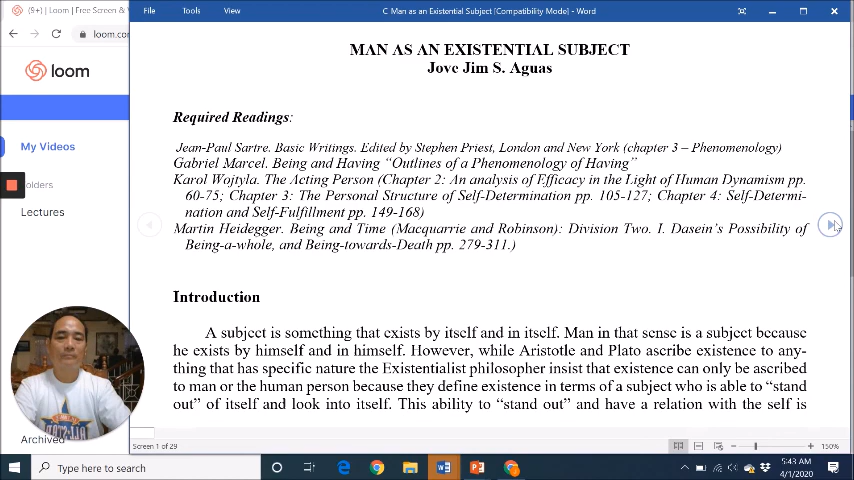 (9+) | Loom | Free Screen & V
File Tools View C Man as an Existential Subject [Compatibility Mode] - Word
loom.com
loom
My Videos
olders
Lectures
Archived
MAN AS AN EXISTENTIAL SUBJECT
Jove Jim S. Aguas
Required Readings:
Jean-Paul Sartre. Basic Writings. Edited by Stephen Priest, London and New York (chapter 3 – Phenomenology)
Gabriel Marcel. Being and Having “Outlines of a Phenomenology of Having”
Karol Wojtyla. The Acting Person (Chapter 2: An analysis of Efficacy in the Light of Human Dynamism pp.
60-75; Chapter 3: The Personal Structure of Self-Determination pp. 105-127; Chapter 4: Self-Determi-
nation and Self-Fulfillment pp. 149-168)
Martin Heidegger. Being and Time (Macquarrie and Robinson): Division Two. I. Dasein’s Possibility of
Being-a-whole, and Being-towards-Death pp. 279-311.)
Introduction
A subject is something that exists by itself and in itself. Man in that sense is a subject because
he exists by himself and in himself. However, while Aristotle and Plato ascribe existence to any-
thing that has specific nature the Existentialist philosopher insist that existence can only be ascribed
to man or the human person because they define existence in terms of a subject who is able to “stand
out” of itself and look into itself. This ability to “stand out” and have a relation with the self is
Screen 1 of 29
150%
Type here to search
5:43 AM
4/1/2020